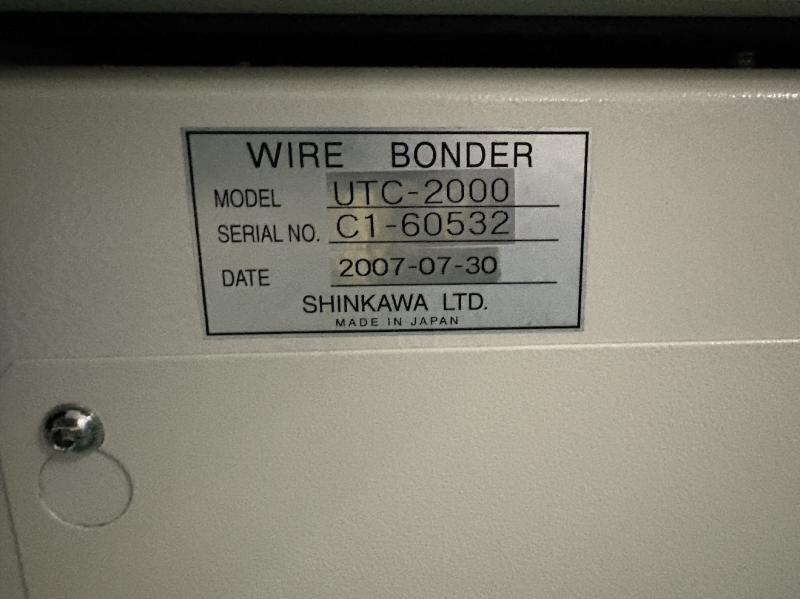 WIRE BONDER
MODEL UTC-2000
SERIAL NO. C1-60532
DATE 2007-07-30
SHINKAWA LTD.
MADE IN JAPAN